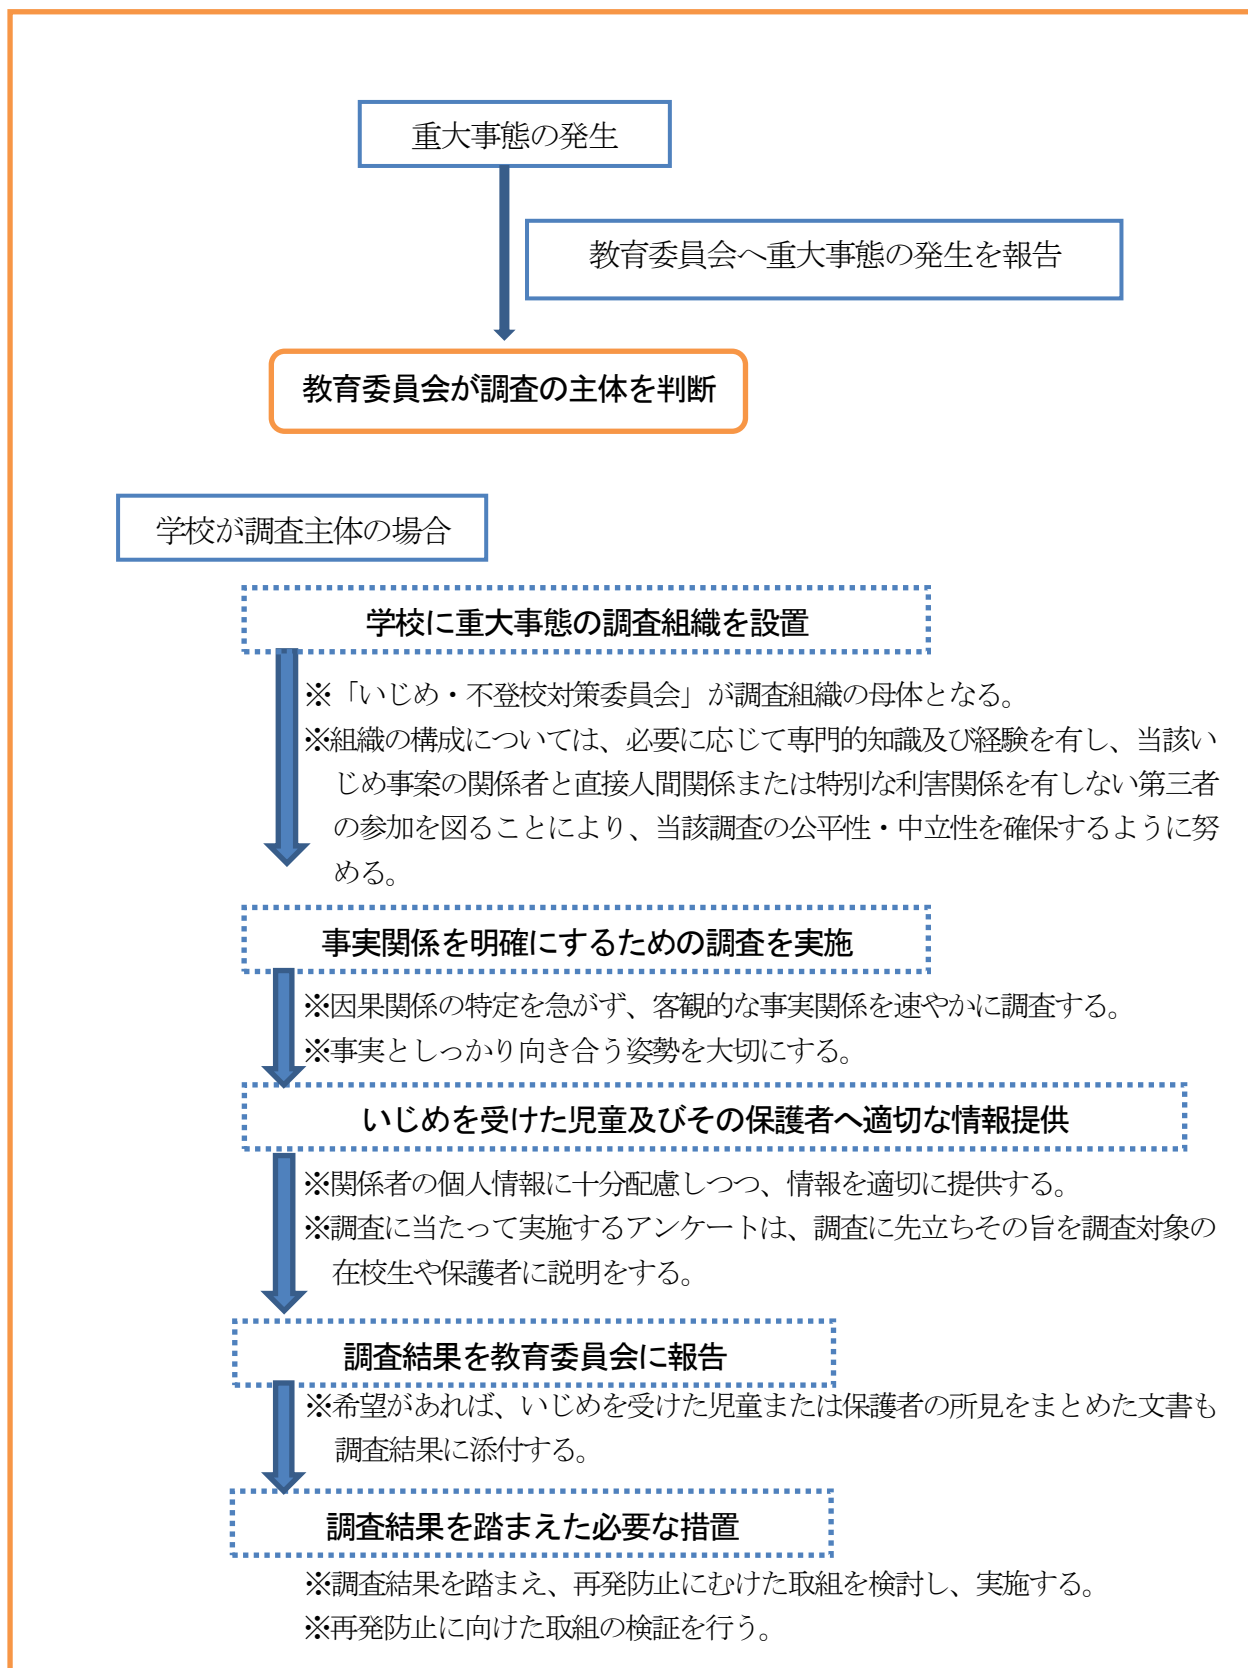 重大事態の発生
教育委員会へ重大事態の発生を報告
教育委員会が調査の主体を判断
学校が調査主体の場合
学校に重大事態の調査組織を設置
※「いじめ・不登校対策委員会」が調査組織の母体となる。
※組織の構成については、必要に応じて専門的知識及び経験を有し、当該い
じめ事案の関係者と直接人間関係または特別な利害関係を有しない第三者
の参加を図ることにより、当該調査の公平性・中立性を確保するように努
める。
事実関係を明確にするための調査を実施
※因果関係の特定を急がず、客観的な事実関係を速やかに調査する。
※事実としっかり向き合う姿勢を大切にする。
いじめを受けた児童及びその保護者へ適切な情報提供
※関係者の個人情報に十分配慮しつつ、情報を適切に提供する。
※調査に当たって実施するアンケートは、調査に先立ちその旨を調査対象の
在校生や保護者に説明をする。
調査結果を教育委員会に報告
※希望があれば、いじめを受けた児童または保護者の所見をまとめた文書も
調査結果に添付する。
調査結果を踏まえた必要な措置
※調査結果を踏まえ、再発防止にむけた取組を検討し、実施する。
※再発防止に向けた取組の検証を行う。